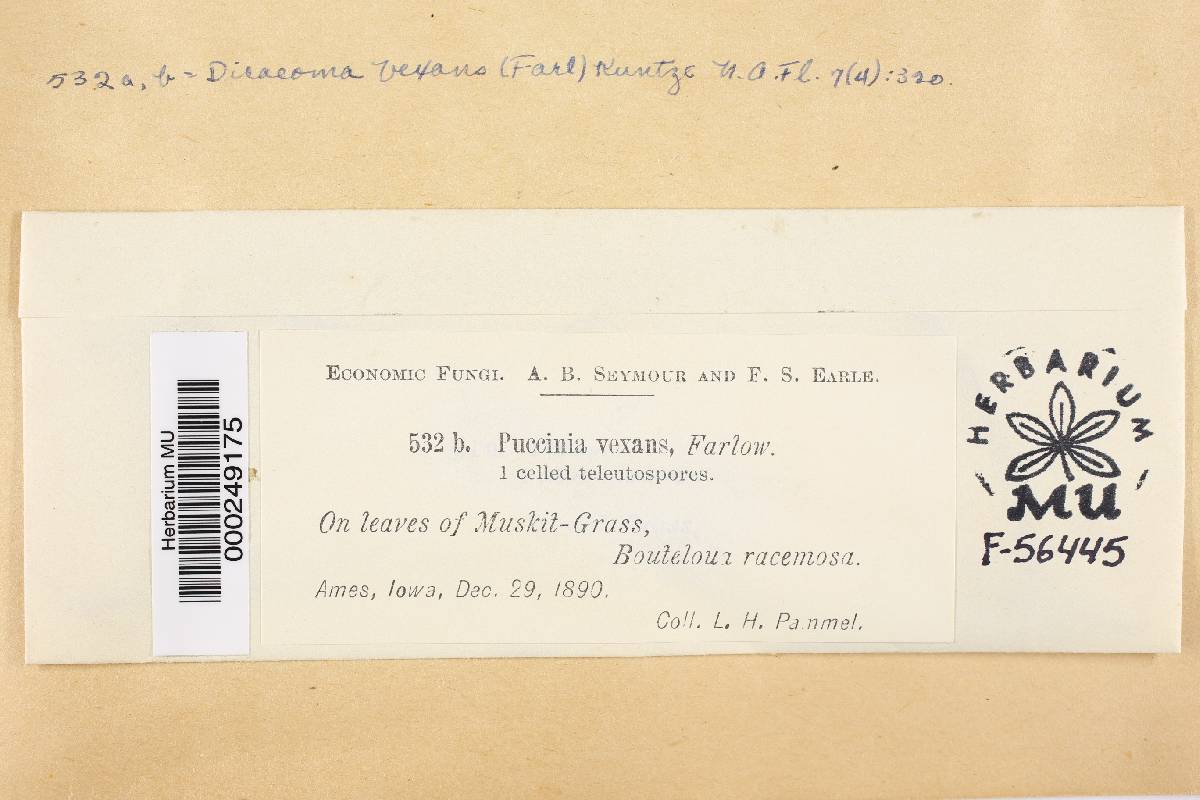 532a, b = Dicaeoma vexans (Farl) Kuntze N.A.Fl. 7(4):320.
Economic Fungi. A. B. Seymour and F. S. Earle.
532 b. Puccinia vexans, Farlow.
1 celled teleutospores.
On leaves of Muskit-Grass,
Bouteloua racemosa.
Ames, Iowa, Dec. 29, 1890.
Coll. L. H. Pammel.
Herbarium MU
000249175
HERBARIUM
MU
F-56445